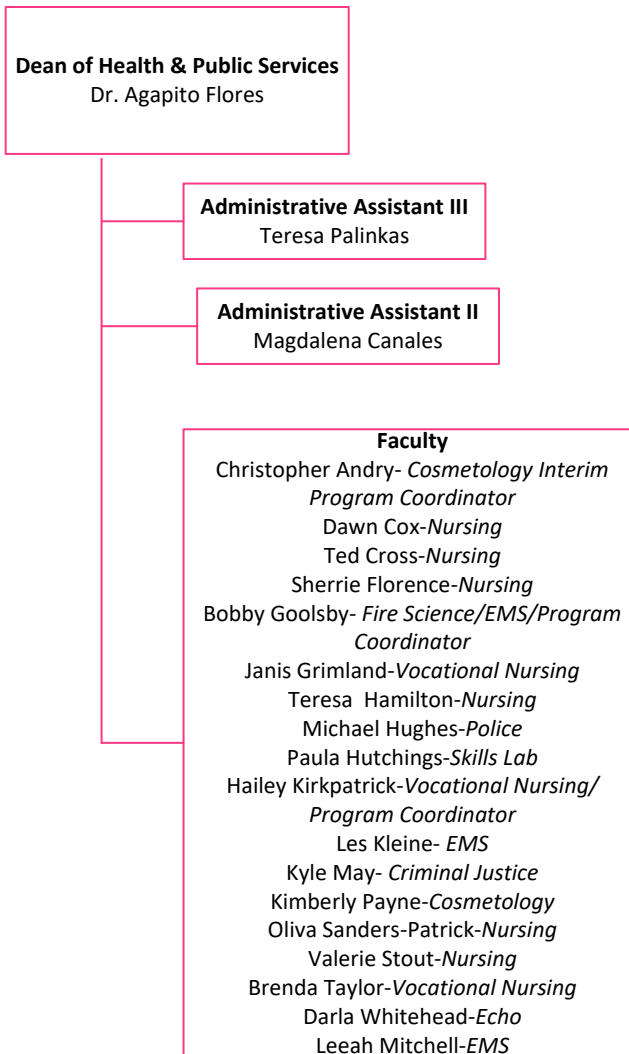 Dean of Health & Public Services
Dr. Agapito Flores
Administrative Assistant III
Teresa Palinkas
Administrative Assistant II
Magdalena Canales
Faculty
Christopher Andry- Cosmetology Interim
Program Coordinator
Dawn Cox-Nursing
Ted Cross-Nursing
Sherrie Florence-Nursing
Bobby Goolsby- Fire Science/EMS/Program
Coordinator
Janis Grimland-Vocational Nursing
Teresa  Hamilton-Nursing
Michael Hughes-Police
Paula Hutchings-Skills Lab
Hailey Kirkpatrick-Vocational Nursing/
Program Coordinator
Les Kleine- EMS
Kyle May- Criminal Justice
Kimberly Payne-Cosmetology
Oliva Sanders-Patrick-Nursing
Valerie Stout-Nursing
Brenda Taylor-Vocational Nursing
Darla Whitehead-Echo
Leeah Mitchell-EMS